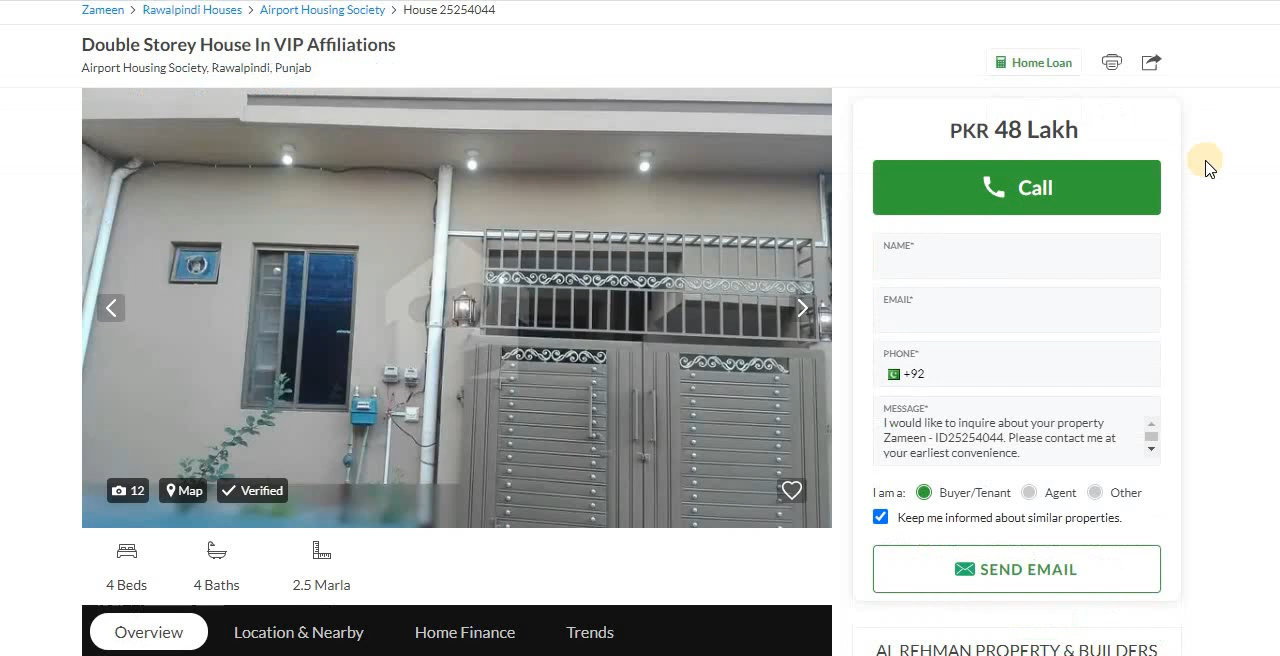 Zameen > Rawalpindi Houses > Airport Housing Society > House 25254044
Double Storey House In VIP Affiliations
Airport Housing Society, Rawalpindi, Punjab
Home Loan
PKR 48 Lakh
Call
NAME*
EMAIL*
PHONE*
+92
MESSAGE*
I would like to inquire about your property
Zameen - ID25254044. Please contact me at
your earliest convenience.
12 Map Verified
I am a: Buyer/Tenant Agent Other
Keep me informed about similar properties.
SEND EMAIL
4 Beds 4 Baths 2.5 Marla
Overview Location & Nearby Home Finance Trends
AL REHMAN PROPERTY & BUILDERS